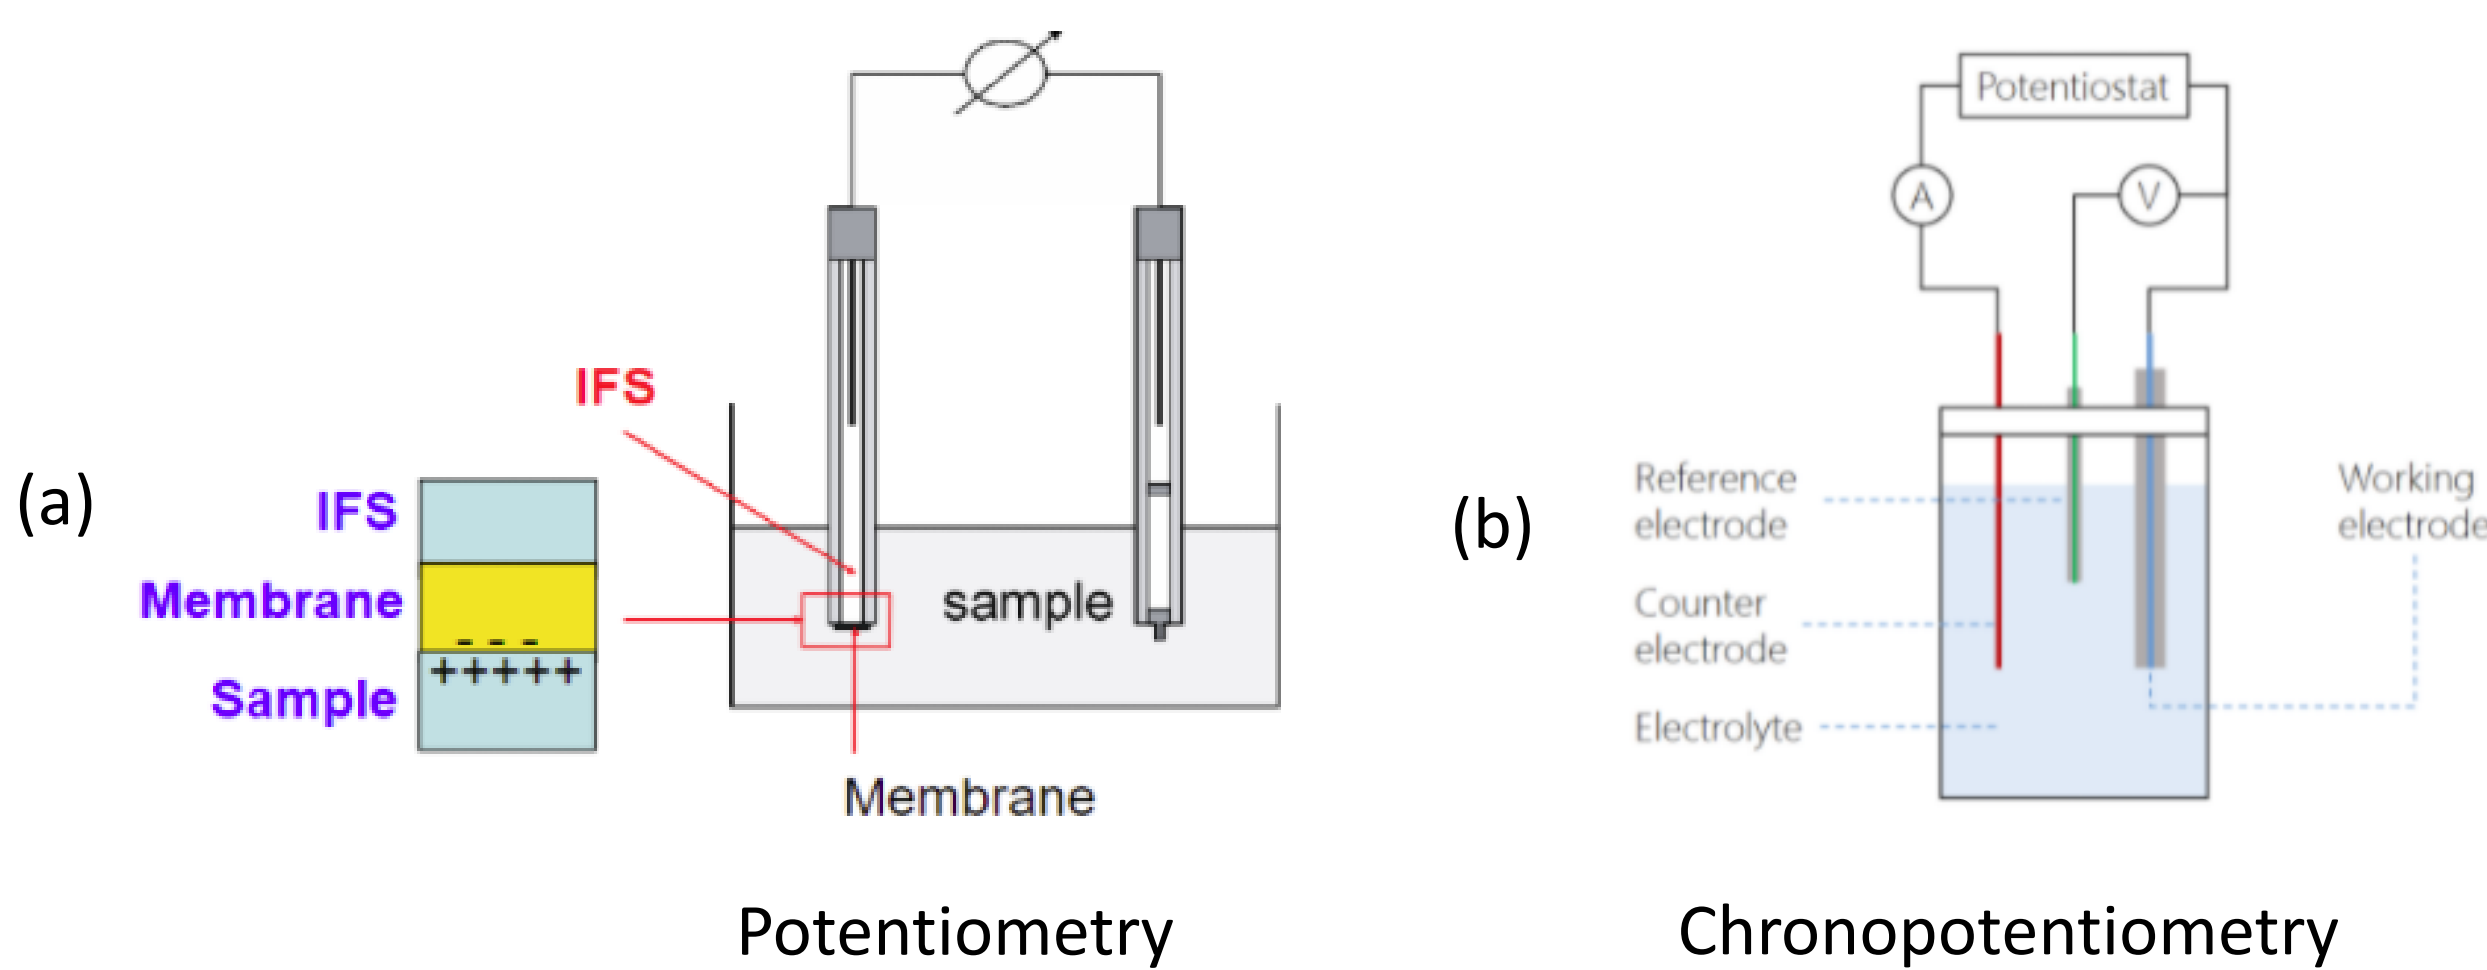 (a)
IFS
IFS
Membrane
- - -
+++++
Sample
sample
Membrane
Potentiometry
(b)
Potentiostat
A
V
Reference
electrode
Counter
electrode
Electrolyte
Working
electrode
Chronopotentiometry